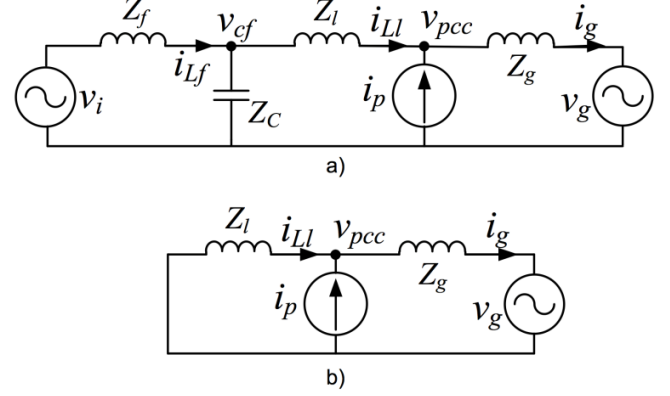 Z_f v_cf Z_l i_Ll v_pcc i_g
i_Lf
v_i Z_C i_p Z_g v_g
a)
Z_l i_Ll v_pcc i_g
i_p Z_g v_g
b)